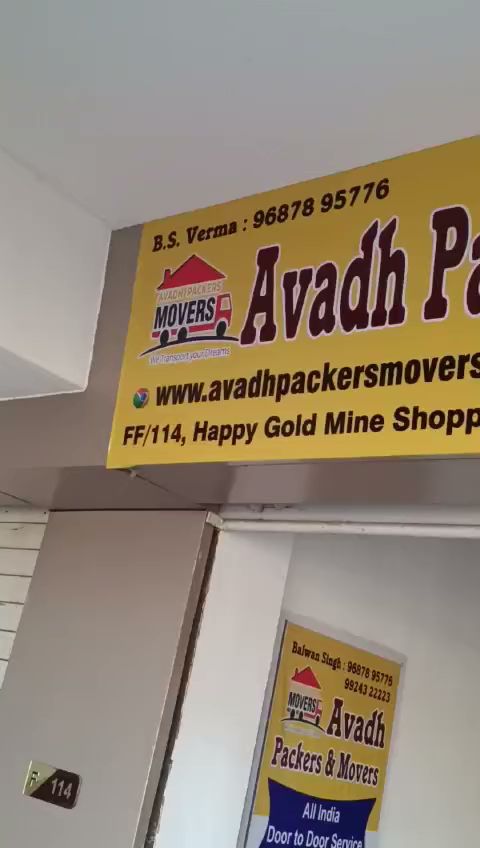 B.S. Verma : 96878 95776
AVADH PACKERS
MOVERS
We Transport your Dreams
Avadh Pa
www.avadhpackersmovers
FF/114, Happy Gold Mine Shopp
Balwan Singh : 96878 95776
99243 22223
MOVERS
Avadh
Packers & Movers
All India
Door to Door Service
F 114